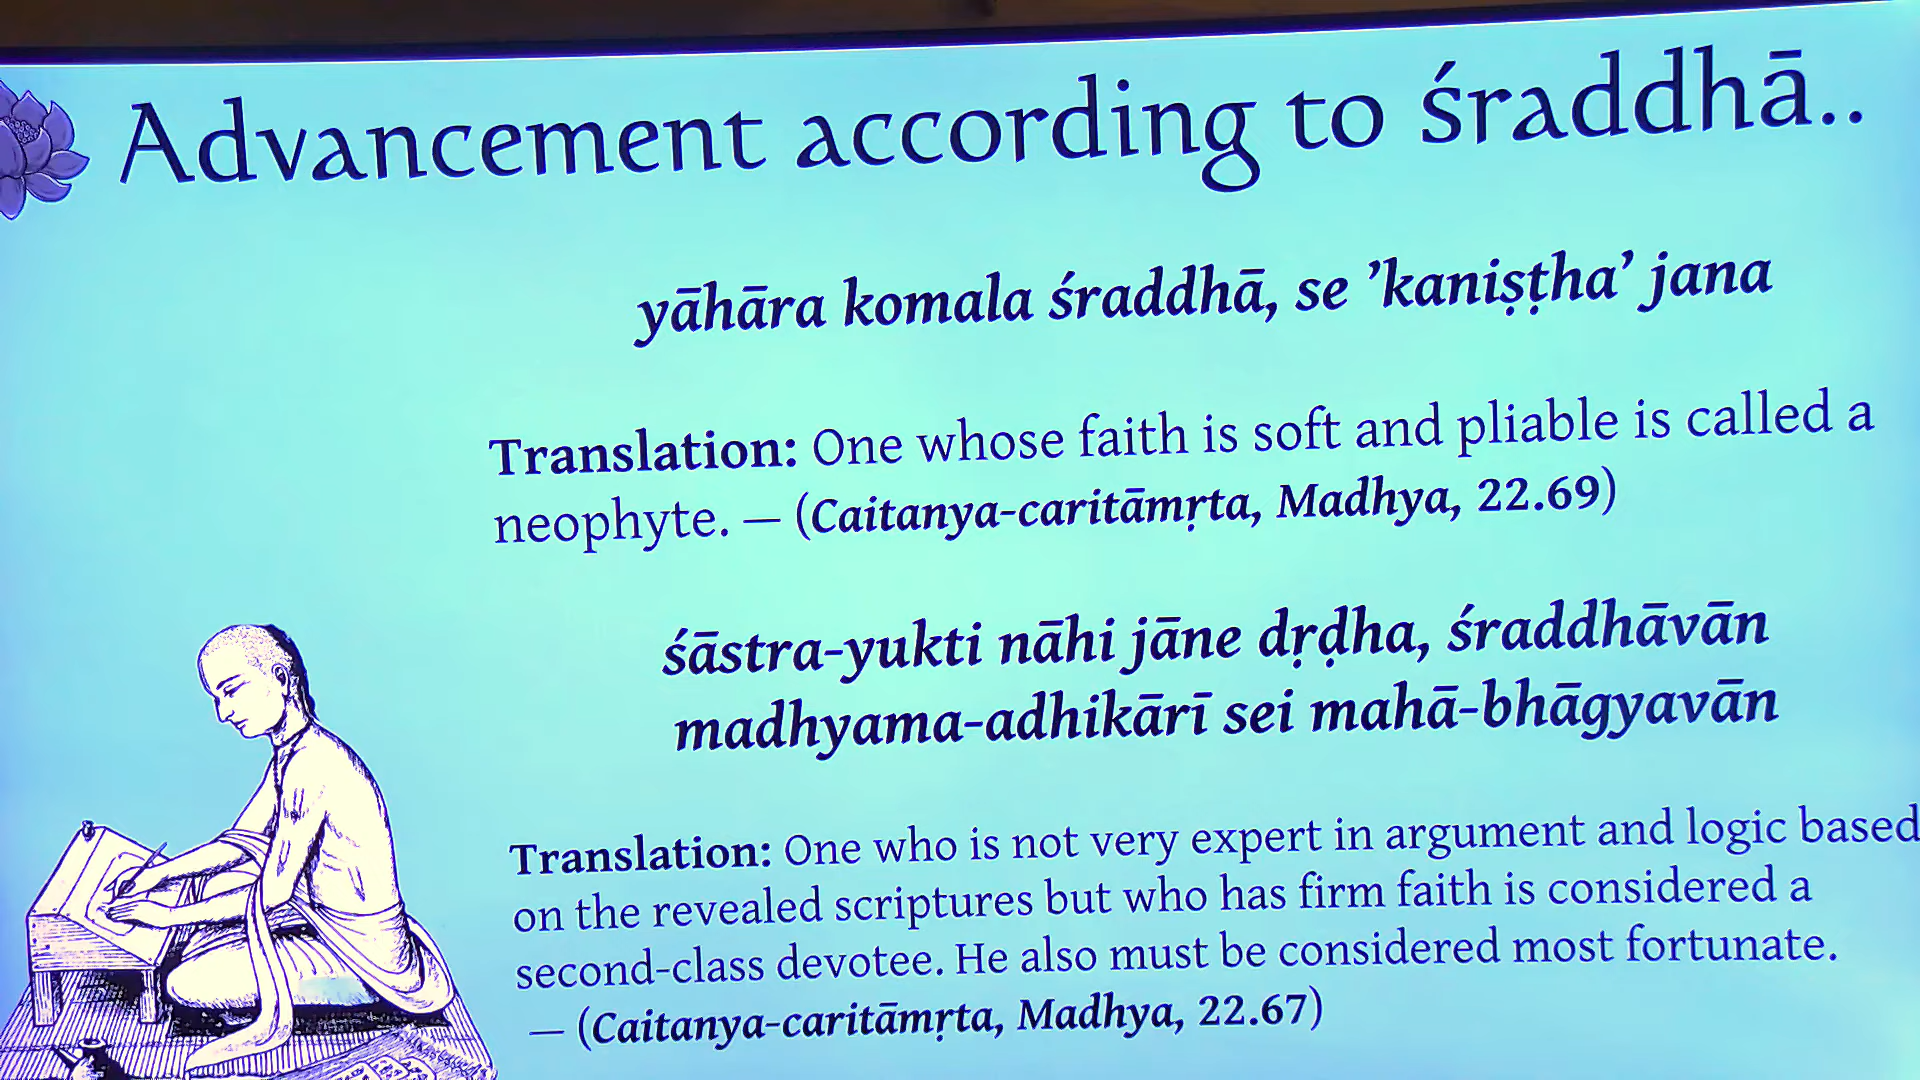 Advancement according to śraddhā..
yāhāra komala śraddhā, se ’kaniṣṭha’ jana
Translation: One whose faith is soft and pliable is called a
neophyte. — (Caitanya-caritāmṛta, Madhya, 22.69)
śāstra-yukti nāhi jāne dṛḍha, śraddhāvān
madhyama-adhikārī sei mahā-bhāgyavān
Translation: One who is not very expert in argument and logic based
on the revealed scriptures but who has firm faith is considered a
second-class devotee. He also must be considered most fortunate.
— (Caitanya-caritāmṛta, Madhya, 22.67)